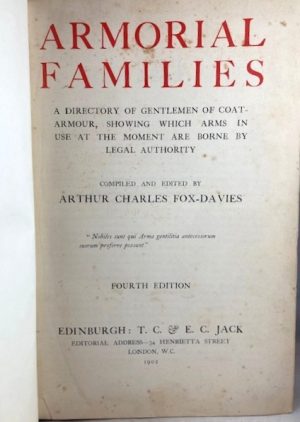 ARMORIAL
FAMILIES
A DIRECTORY OF GENTLEMEN OF COAT-
ARMOUR, SHOWING WHICH ARMS IN
USE AT THE MOMENT ARE BORNE BY
LEGAL AUTHORITY
COMPILED AND EDITED BY
ARTHUR CHARLES FOX-DAVIES
"Nobiles sunt qui Arma gentilitia antecessorum
suorum proferre possunt"
FOURTH EDITION
EDINBURGH: T. C. & E. C. JACK
EDITORIAL ADDRESS—34 HENRIETTA STREET
LONDON, W.C.
1902